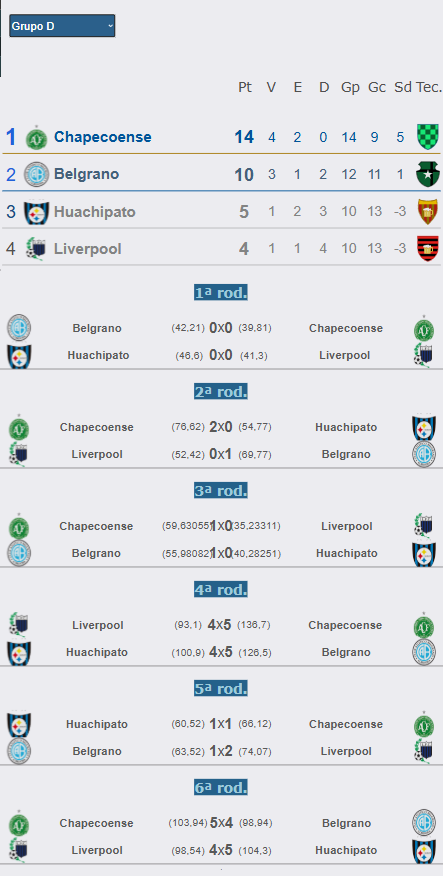 Grupo D
Pt V E D Gp Gc Sd Tec.
1 Chapecoense 14 4 2 0 14 9 5
2 Belgrano 10 3 1 2 12 11 1
3 Huachipato 5 1 2 3 10 13 -3
4 Liverpool 4 1 1 4 10 13 -3
1ª rod.
Belgrano (42,21) 0X0 (39,81) Chapecoense
Huachipato (46,6) 0X0 (41,3) Liverpool
2ª rod.
Chapecoense (76,62) 2X0 (54,77) Huachipato
Liverpool (52,42) 0X1 (69,77) Belgrano
3ª rod.
Chapecoense (59,63055) 1X0 (35,23311) Liverpool
Belgrano (55,98082) 1X0 (40,28251) Huachipato
4ª rod.
Liverpool (93,1) 4X5 (136,7) Chapecoense
Huachipato (100,9) 4X5 (126,5) Belgrano
5ª rod.
Huachipato (60,52) 1X1 (66,12) Chapecoense
Belgrano (63,52) 1X2 (74,07) Liverpool
6ª rod.
Chapecoense (103,94) 5X4 (98,94) Belgrano
Liverpool (98,54) 4X5 (104,3) Huachipato